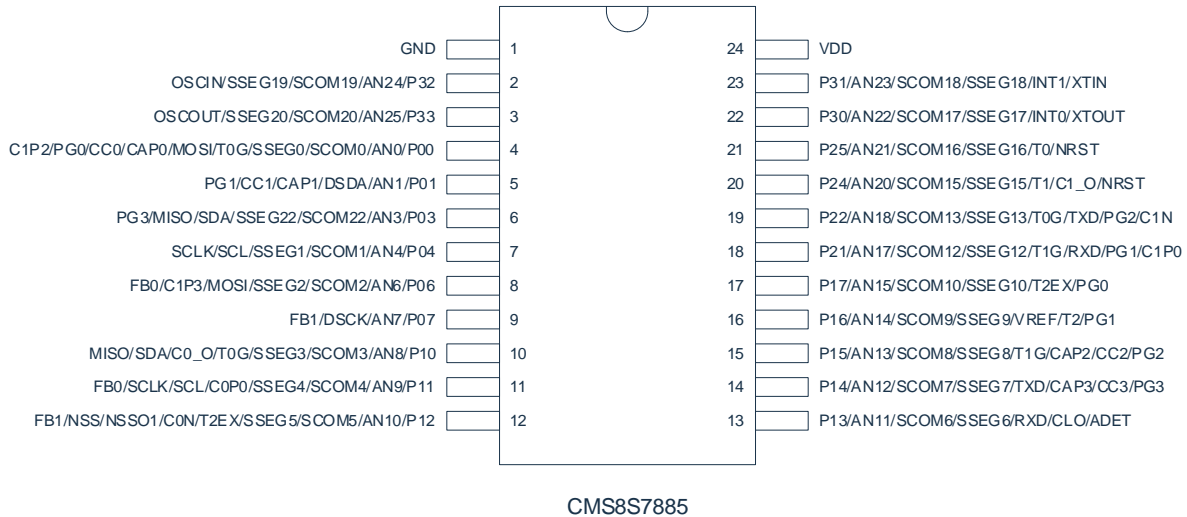 GND 1 24 VDD
OSCIN/SSEG19/SCOM19/AN24/P32 2 23 P31/AN23/SCOM18/SSEG18/INT1/XTIN
OSCOUT/SSEG20/SCOM20/AN25/P33 3 22 P30/AN22/SCOM17/SSEG17/INT0/XTOUT
C1P2/PG0/CC0/CAP0/MOSI/T0G/SSEG0/SCOM0/AN0/P00 4 21 P25/AN21/SCOM16/SSEG16/T0/NRST
PG1/CC1/CAP1/DSDA/AN1/P01 5 20 P24/AN20/SCOM15/SSEG15/T1/C1_O/NRST
PG3/MISO/SDA/SSEG22/SCOM22/AN3/P03 6 19 P22/AN18/SCOM13/SSEG13/T0G/TXD/PG2/C1N
SCLK/SCL/SSEG1/SCOM1/AN4/P04 7 18 P21/AN17/SCOM12/SSEG12/T1G/RXD/PG1/C1P0
FB0/C1P3/MOSI/SSEG2/SCOM2/AN6/P06 8 17 P17/AN15/SCOM10/SSEG10/T2EX/PG0
FB1/DSCK/AN7/P07 9 16 P16/AN14/SCOM9/SSEG9/VREF/T2/PG1
MISO/SDA/C0_O/T0G/SSEG3/SCOM3/AN8/P10 10 15 P15/AN13/SCOM8/SSEG8/T1G/CAP2/CC2/PG2
FB0/SCLK/SCL/C0P0/SSEG4/SCOM4/AN9/P11 11 14 P14/AN12/SCOM7/SSEG7/TXD/CAP3/CC3/PG3
FB1/NSS/NSSO1/C0N/T2EX/SSEG5/SCOM5/AN10/P12 12 13 P13/AN11/SCOM6/SSEG6/RXD/CLO/ADET
CMS8S7885